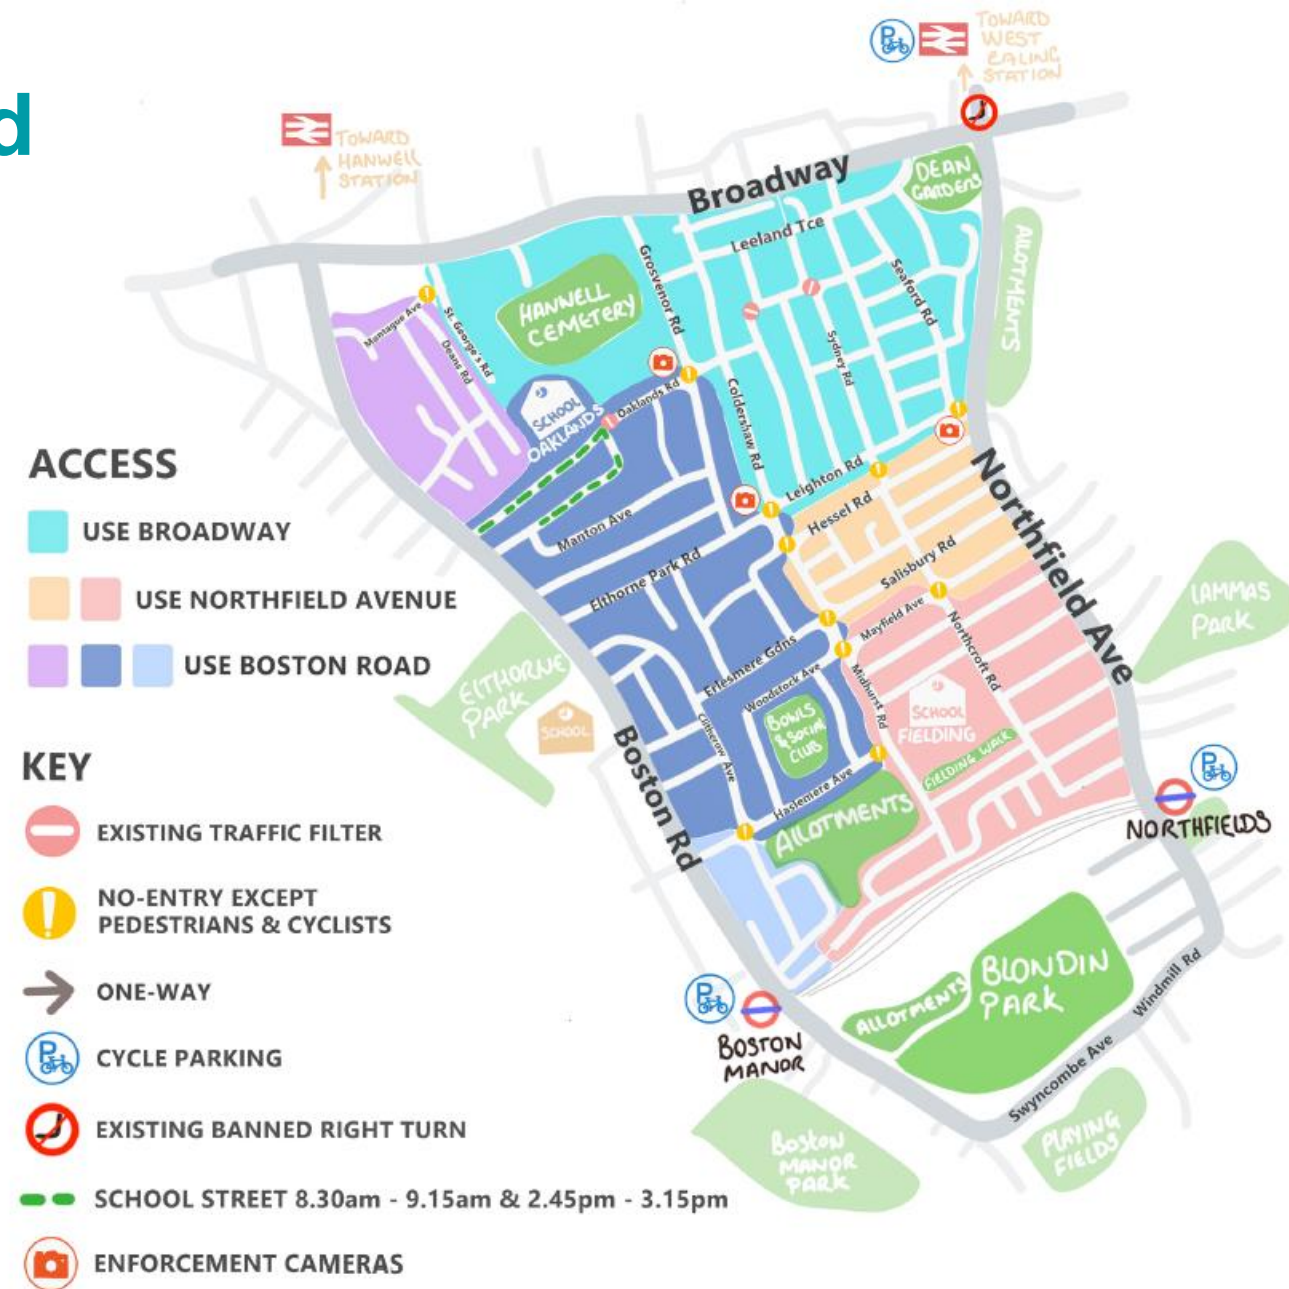 d
TOWARD
WEST
EALING
STATION
TOWARD
HANWELL
STATION
Broadway
DEAN
GARDENS
Leeland Tce
Grosvenor Rd
Seaford Rd
ALLOTMENTS
HANWELL
CEMETERY
Montague Ave
St. George's Rd
Deans Rd
Sydney Rd
SCHOOL
OAKLANDS
Oaklands Rd
Coldershaw Rd
Leighton Rd
Hessel Rd
Northfield Ave
Manton Ave
Elthorne Park Rd
Salisbury Rd
Mayfield Ave
Northcroft Rd
LAMMAS
PARK
ELTHORNE
PARK
SCHOOL
Erlesmere Gdns
Woodstock Ave
Midhurst Rd
BOWLS
& SOCIAL
CLUB
SCHOOL
FIELDING
FIELDING WALK
Clitherow Ave
Haslemere Ave
ALLOTMENTS
Boston Rd
P
NORTHFIELDS
P
BOSTON
MANOR
ALLOTMENTS
BLONDIN
PARK
Windmill Rd
Swyncombe Ave
BOSTON
MANOR
PARK
PLAYING
FIELDS
P
ACCESS
USE BROADWAY
USE NORTHFIELD AVENUE
USE BOSTON ROAD
KEY
EXISTING TRAFFIC FILTER
NO-ENTRY EXCEPT
PEDESTRIANS & CYCLISTS
ONE-WAY
P
CYCLE PARKING
EXISTING BANNED RIGHT TURN
SCHOOL STREET 8.30am - 9.15am & 2.45pm - 3.15pm
ENFORCEMENT CAMERAS